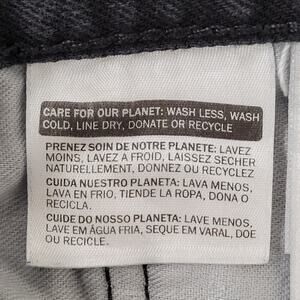 CARE FOR OUR PLANET: WASH LESS, WASH
COLD, LINE DRY, DONATE OR RECYCLE
PRENEZ SOIN DE NOTRE PLANETE: LAVEZ
MOINS, LAVEZ A FROID, LAISSEZ SECHER
NATURELLEMENT, DONNEZ OU RECYCLEZ
CUIDA NUESTRO PLANETA: LAVA MENOS,
LAVA EN FRIO, TIENDE LA ROPA, DONA O
RECICLA.
CUIDE DO NOSSO PLANETA: LAVE MENOS,
LAVE EM ÁGUA FRIA, SEQUE EM VARAL, DOE
OU RECICLE.